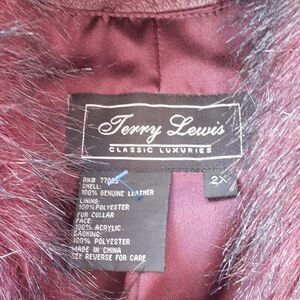 Terry Lewis
CLASSIC LUXURIES
2X
RN#
SHELL:
100% GENUINE LEATHER
LINING:
100% POLYESTER
FUR COLLAR
FACE:
100% ACRYLIC
BACKING:
100% POLYESTER
MADE IN CHINA
SEE REVERSE FOR CARE